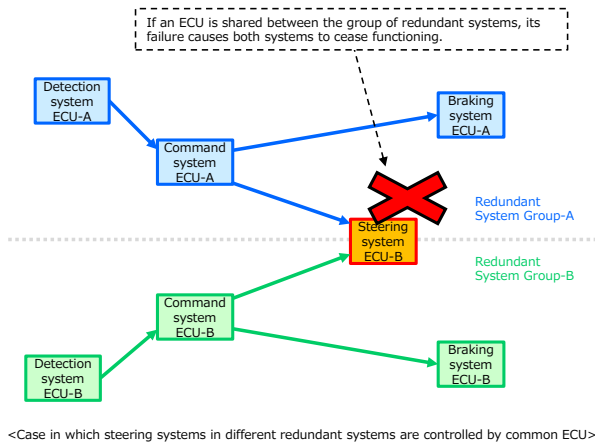 If an ECU is shared between the group of redundant systems, its
failure causes both systems to cease functioning.
Detection
system
ECU-A
Braking
system
ECU-A
Command
system
ECU-A
Redundant
System Group-A
Steering
system
ECU-B
Redundant
System Group-B
Command
system
ECU-B
Detection
system
ECU-B
Braking
system
ECU-B
<Case in which steering systems in different redundant systems are controlled by common ECU>